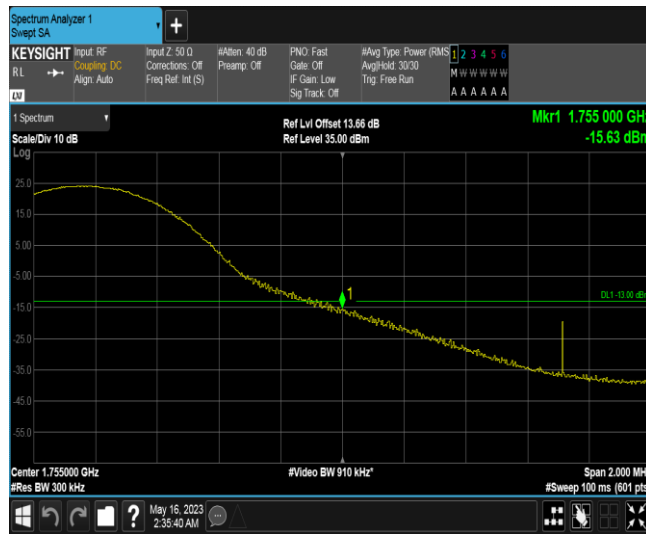 Spectrum Analyzer 1
Swept SA
+
KEYSIGHT
RL
LXI
Input: RF
Coupling: DC
Align: Auto
Input Z: 50 Ω
Corrections: Off
Freq Ref: Int (S)
#Atten: 40 dB
Preamp: Off
PNO: Fast
Gate: Off
IF Gain: Low
Sig Track: Off
#Avg Type: Power (RMS
Avg|Hold: 30/30
Trig: Free Run
1 2 3 4 5 6
M W W W W W
A A A A A A
1 Spectrum
Scale/Div 10 dB
Log
Ref Lvl Offset 13.66 dB
Ref Level 35.00 dBm
Mkr1 1.755 000 GHz
-15.63 dBm
25.0
15.0
5.00
-5.00
-15.0
-25.0
-35.0
-45.0
-55.0
1
DL1 -13.00 dBm
Center 1.755000 GHz
#Res BW 300 kHz
#Video BW 910 kHz*
Span 2.000 MH
#Sweep 100 ms (601 pts
?
May 16, 2023
2:35:40 AM